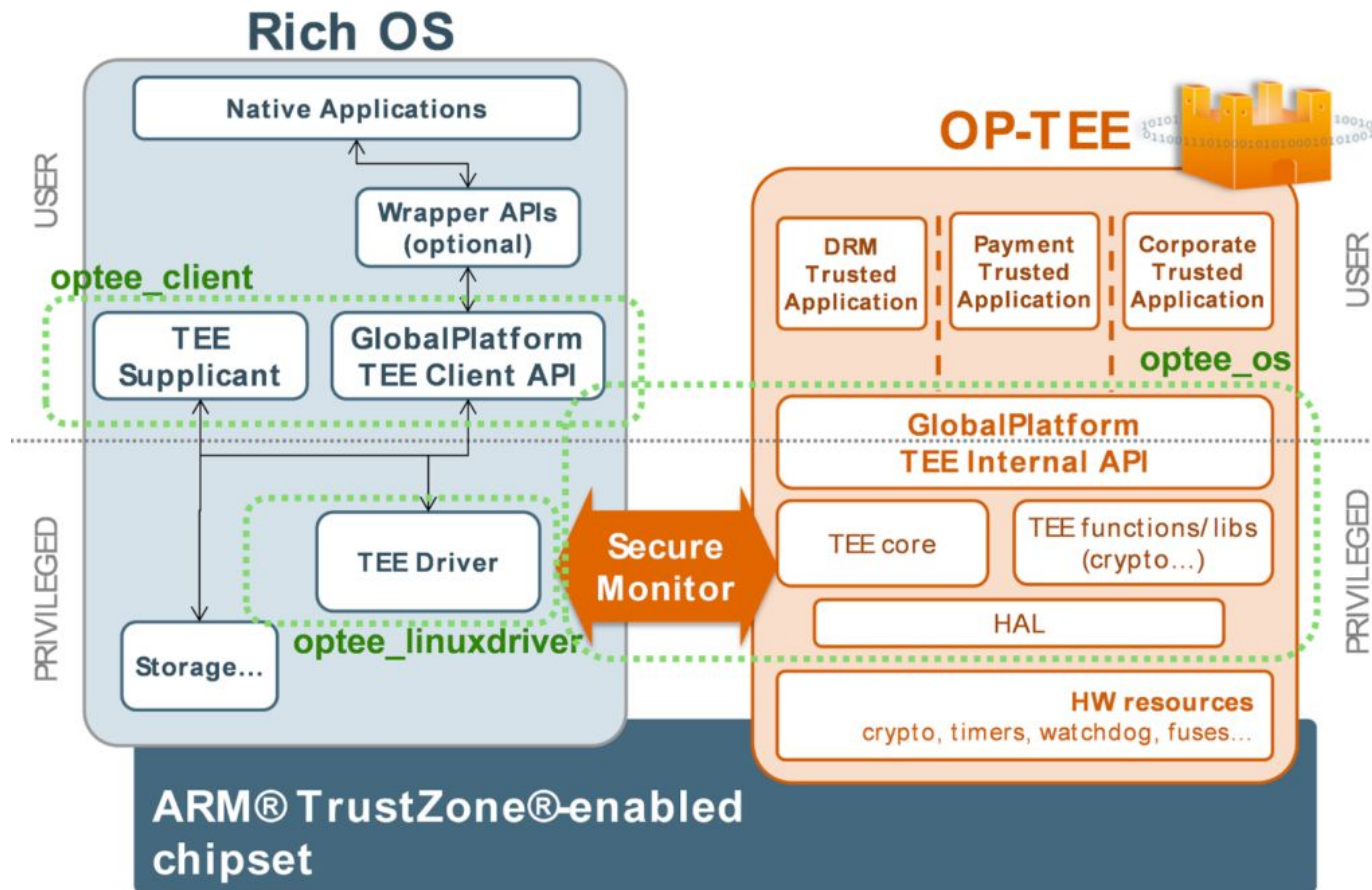 Rich OS
Native Applications
Wrapper APIs
(optional)
optee_client
TEE
Supplicant
GlobalPlatform
TEE Client API
TEE Driver
optee_linuxdriver
Storage...
USER
PRIVILEGED
Secure
Monitor
OP-TEE
DRM
Trusted
Application
Payment
Trusted
Application
Corporate
Trusted
Application
optee_os
GlobalPlatform
TEE Internal API
TEE core
TEE functions/libs
(crypto...)
HAL
HW resources
crypto, timers, watchdog, fuses...
USER
PRIVILEGED
ARM® TrustZone®-enabled
chipset